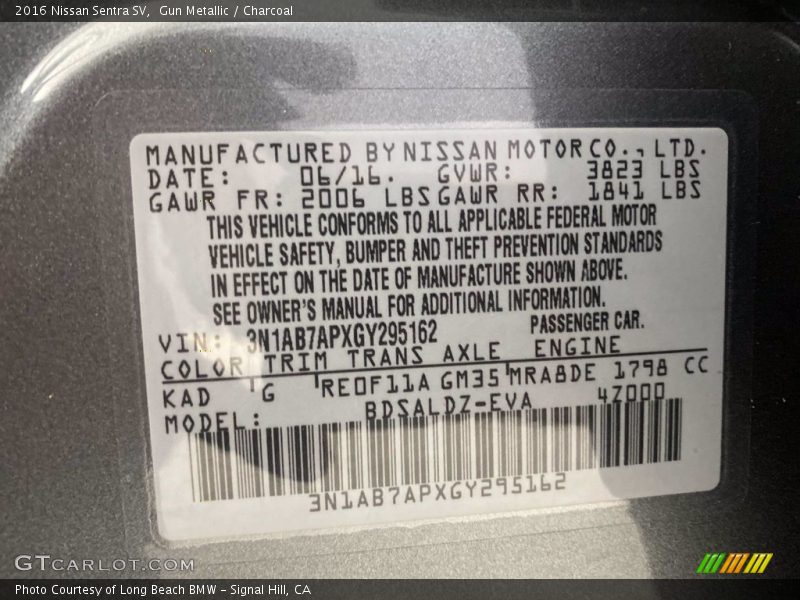 2016 Nissan Sentra SV, Gun Metallic / Charcoal
MANUFACTURED BY NISSAN MOTOR CO., LTD.
DATE: 06/16. GVWR: 3823 LBS
GAWR FR: 2006 LBS GAWR RR: 1841 LBS
THIS VEHICLE CONFORMS TO ALL APPLICABLE FEDERAL MOTOR
VEHICLE SAFETY, BUMPER AND THEFT PREVENTION STANDARDS
IN EFFECT ON THE DATE OF MANUFACTURE SHOWN ABOVE.
SEE OWNER'S MANUAL FOR ADDITIONAL INFORMATION.
VIN: 3N1AB7APXGY295162 PASSENGER CAR.
COLOR TRIM TRANS AXLE ENGINE
KAD G RE0F11A GM35 MRA8DE 1798 CC
MODEL: BDSALDZ-EVA 4Z000
3N1AB7APXGY295162
GTCARLOT.COM
Photo Courtesy of Long Beach BMW - Signal Hill, CA